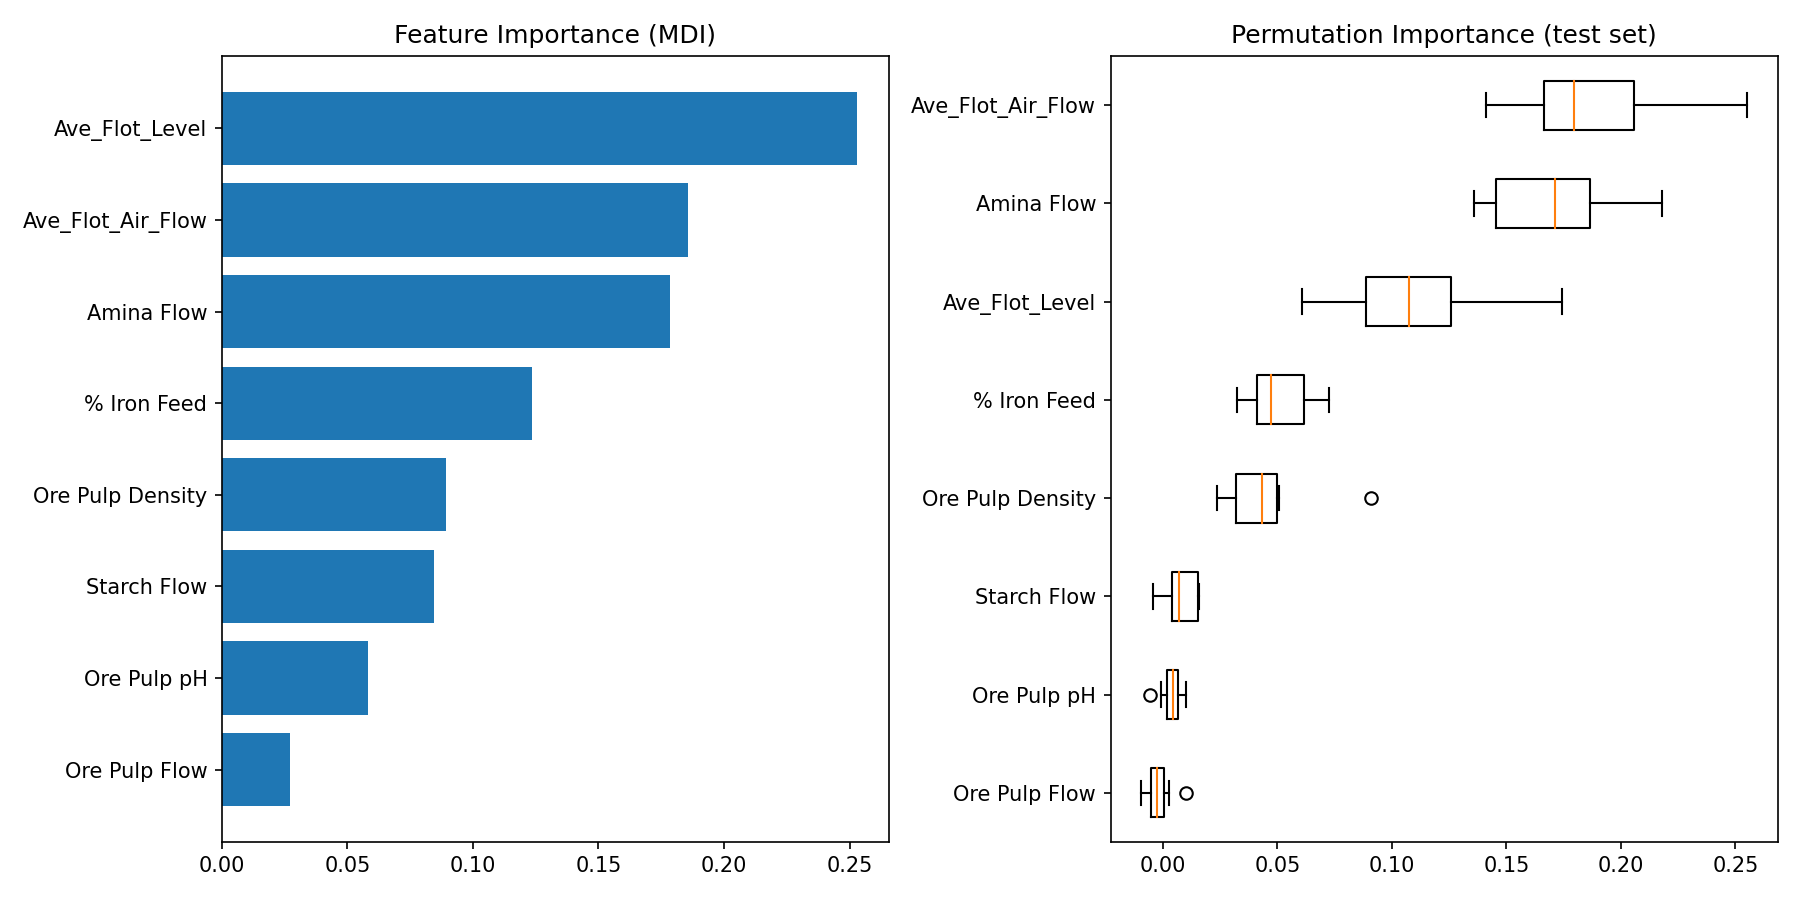 Feature Importance (MDI)
Ave_Flot_Level
Ave_Flot_Air_Flow
Amina Flow
% Iron Feed
Ore Pulp Density
Starch Flow
Ore Pulp pH
Ore Pulp Flow
0.00 0.05 0.10 0.15 0.20 0.25
Permutation Importance (test set)
Ave_Flot_Air_Flow
Amina Flow
Ave_Flot_Level
% Iron Feed
Ore Pulp Density
Starch Flow
Ore Pulp pH
Ore Pulp Flow
0.00 0.05 0.10 0.15 0.20 0.25